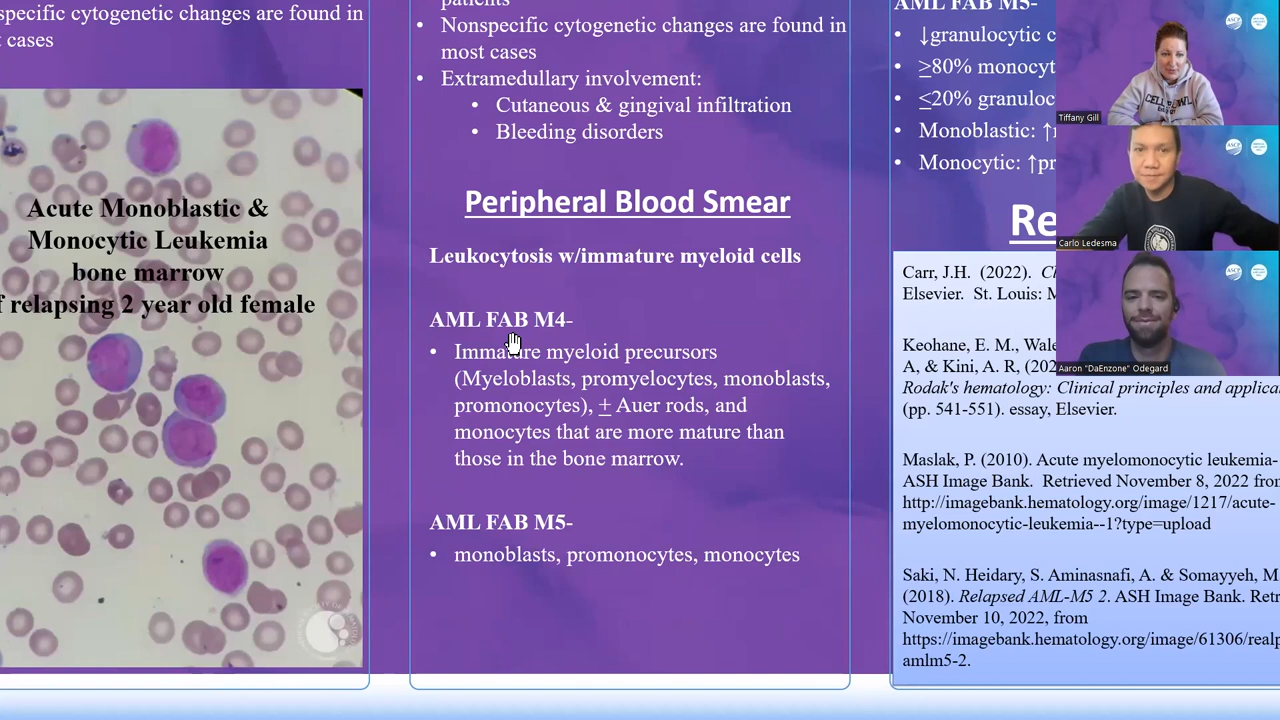 specific cytogenetic changes are found in
cases
Acute Monoblastic &
Monocytic Leukemia
bone marrow
relapsing 2 year old female
patients
• Nonspecific cytogenetic changes are found in
most cases
• Extramedullary involvement:
• Cutaneous & gingival infiltration
• Bleeding disorders
Peripheral Blood Smear
Leukocytosis w/immature myeloid cells
AML FAB M4-
• Immature myeloid precursors
(Myeloblasts, promyelocytes, monoblasts,
promonocytes), ± Auer rods, and
monocytes that are more mature than
those in the bone marrow.
AML FAB M5-
• monoblasts, promonocytes, monocytes
AML FAB M5-
• ↓granulocytic c
• ≥80% monocyt
• ≤20% granuloc
• Monoblastic: ↑
• Monocytic: ↑pr
Re
Carr, J.H. (2022).
Elsevier. St. Louis: M
Keohane, E. M., Wale
A, & Kini, A. R, (202
Rodak's hematology: Clinical principles and applica
(pp. 541-551). essay, Elsevier.
Maslak, P. (2010). Acute myelomonocytic leukemia-
ASH Image Bank. Retrieved November 8, 2022 from
http://imagebank.hematology.org/image/1217/acute-
myelomonocytic-leukemia--1?type=upload
Saki, N. Heidary, S. Aminasnafi, A. & Somayyeh, M
(2018). Relapsed AML-M5 2. ASH Image Bank. Retr
November 10, 2022, from
https://imagebank.hematology.org/image/61306/realp
amlm5-2.
Tiffany Gill
Carlo Ledesma
Aaron "DaEnzone" Odegard